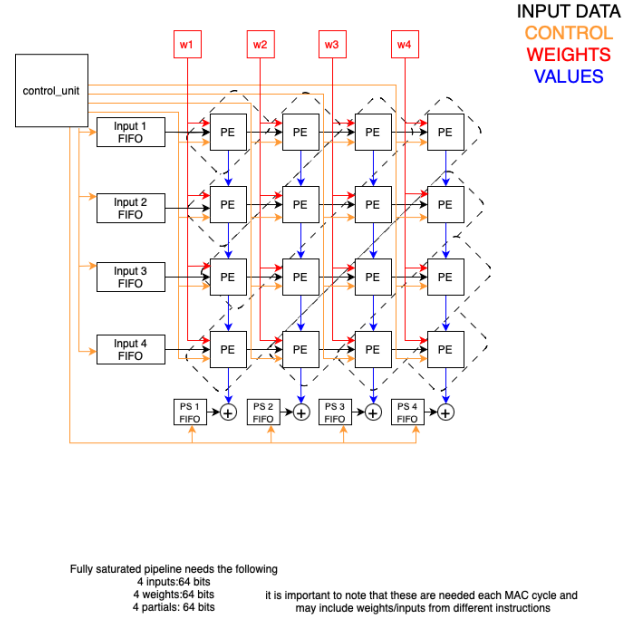 INPUT DATA
CONTROL
WEIGHTS
VALUES
w1
w2
w3
w4
control_unit
Input 1
FIFO
PE
PE
PE
PE
Input 2
FIFO
PE
PE
PE
PE
Input 3
FIFO
PE
PE
PE
PE
Input 4
FIFO
PE
PE
PE
PE
PS 1
FIFO
+
PS 2
FIFO
+
PS 3
FIFO
+
PS 4
FIFO
+
Fully saturated pipeline needs the following
4 inputs:64 bits
4 weights:64 bits
4 partials: 64 bits
it is important to note that these are needed each MAC cycle and
may include weights/inputs from different instructions